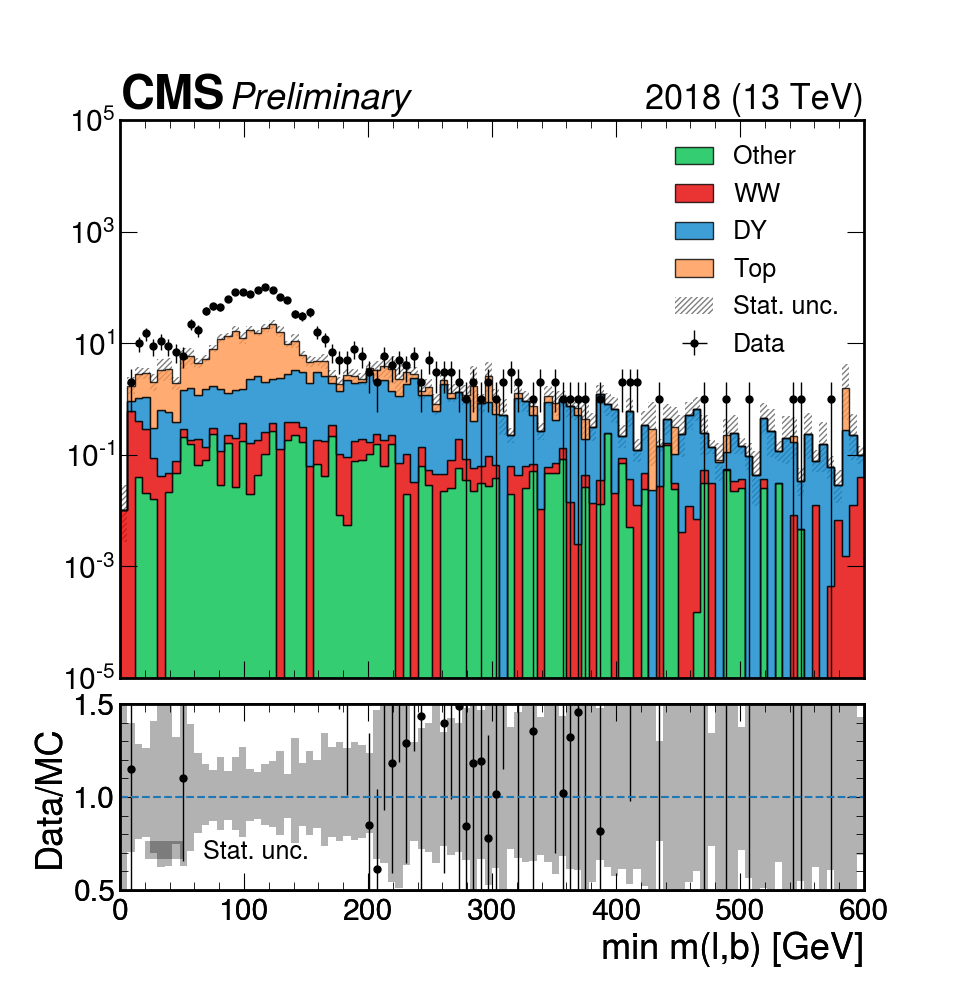 CMS Preliminary 2018 (13 TeV)
10^5
10^3
10^1
10^-1
10^-3
10^-5
Other
WW
DY
Top
Stat. unc.
Data
1.5
1.0
0.5
Data/MC
Stat. unc.
0 100 200 300 400 500 600
min m(l,b) [GeV]